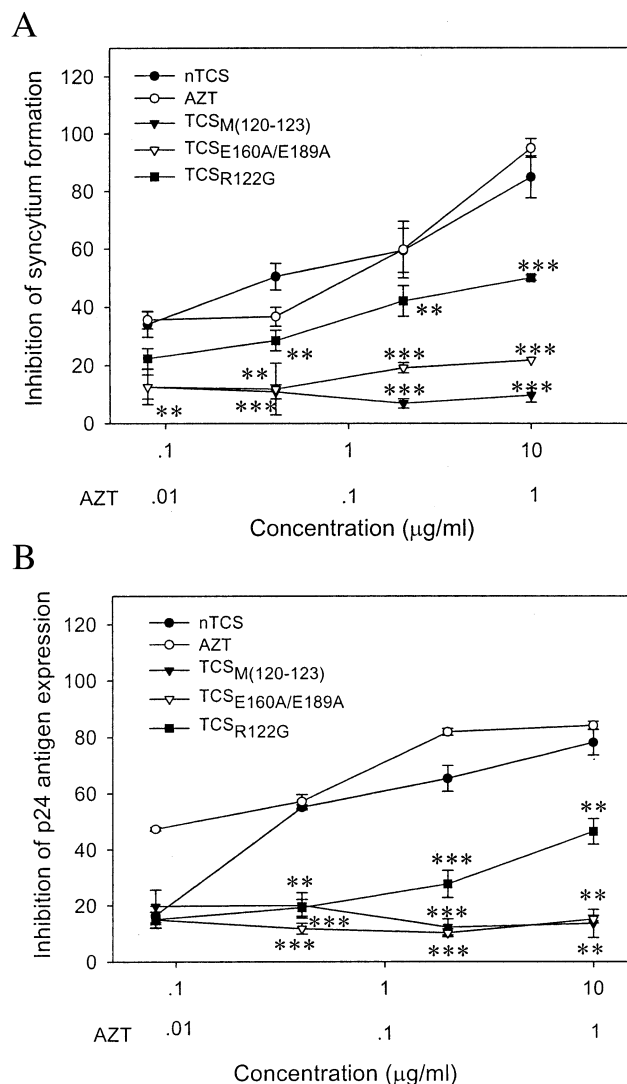 A
Inhibition of syncytium formation
120
100
80
60
40
20
0
nTCS
AZT
TCSM(120-123)
TCSE160A/E189A
TCSR122G
***
**
**
***
***
**
***
***
***
**
.1
1
10
AZT
.01
.1
1
Concentration (μg/ml)
B
Inhibition of p24 antigen expression
120
100
80
60
40
20
0
nTCS
AZT
TCSM(120-123)
TCSE160A/E189A
TCSR122G
**
***
**
**
***
***
***
***
**
.1
1
10
AZT
.01
.1
1
Concentration (μg/ml)